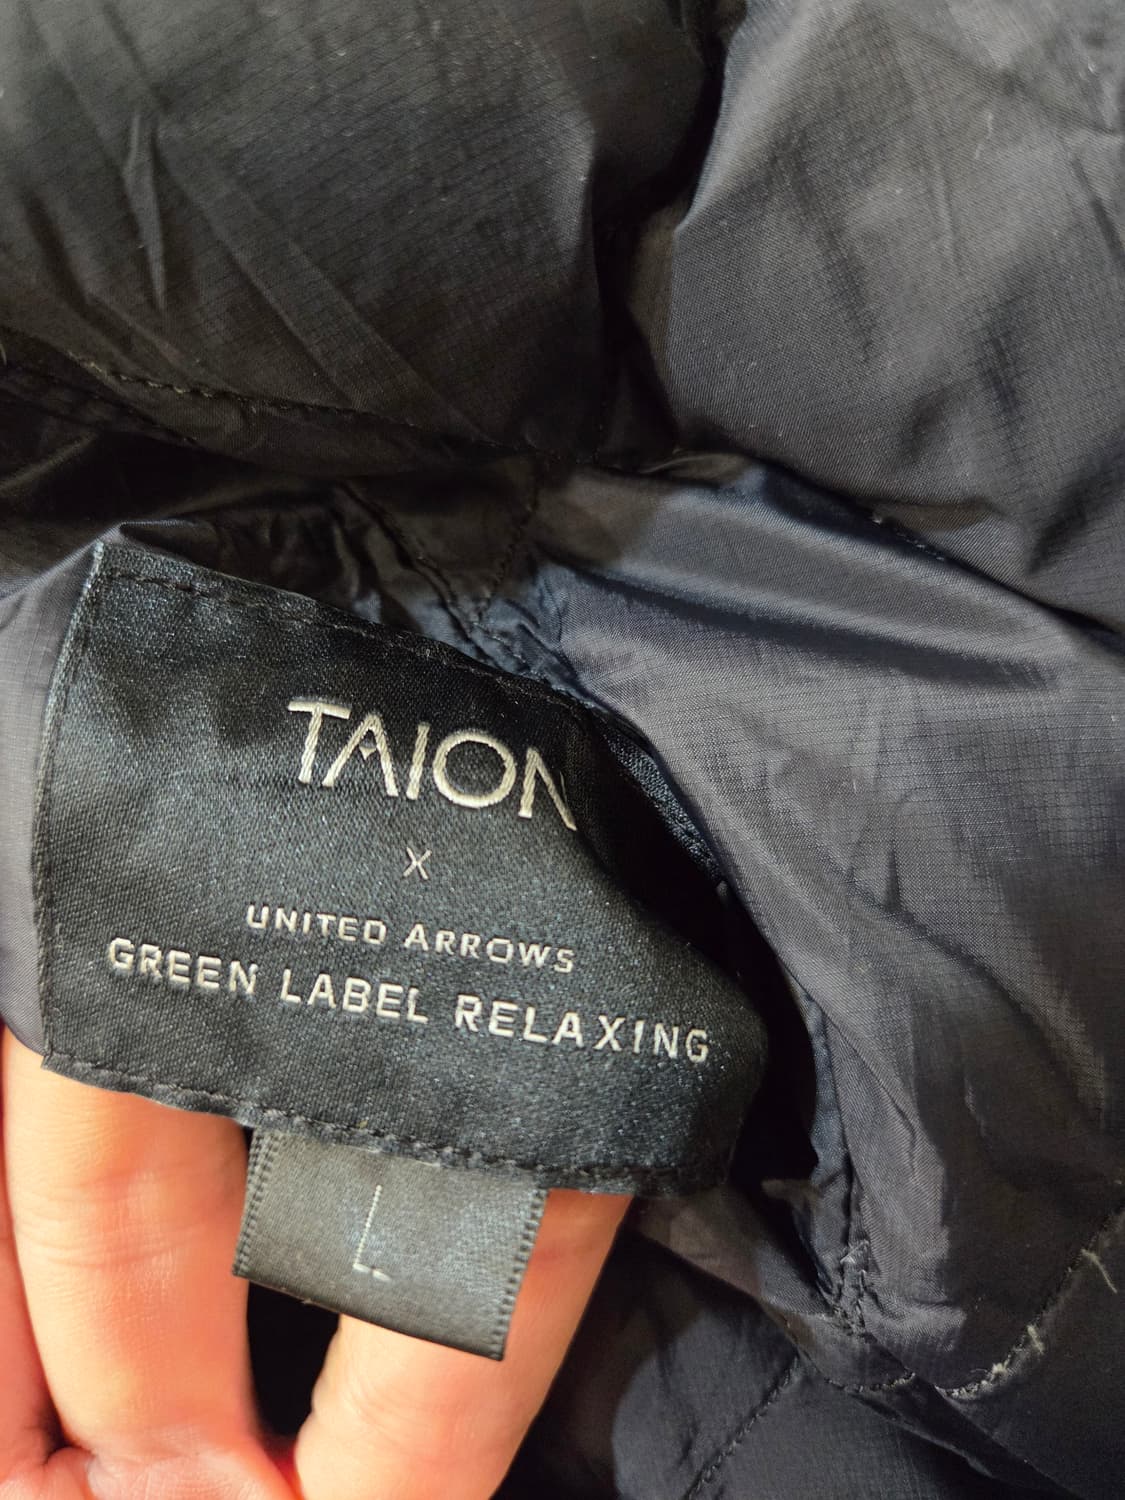 TAION
X
UNITED ARROWS
GREEN LABEL RELAXING
L